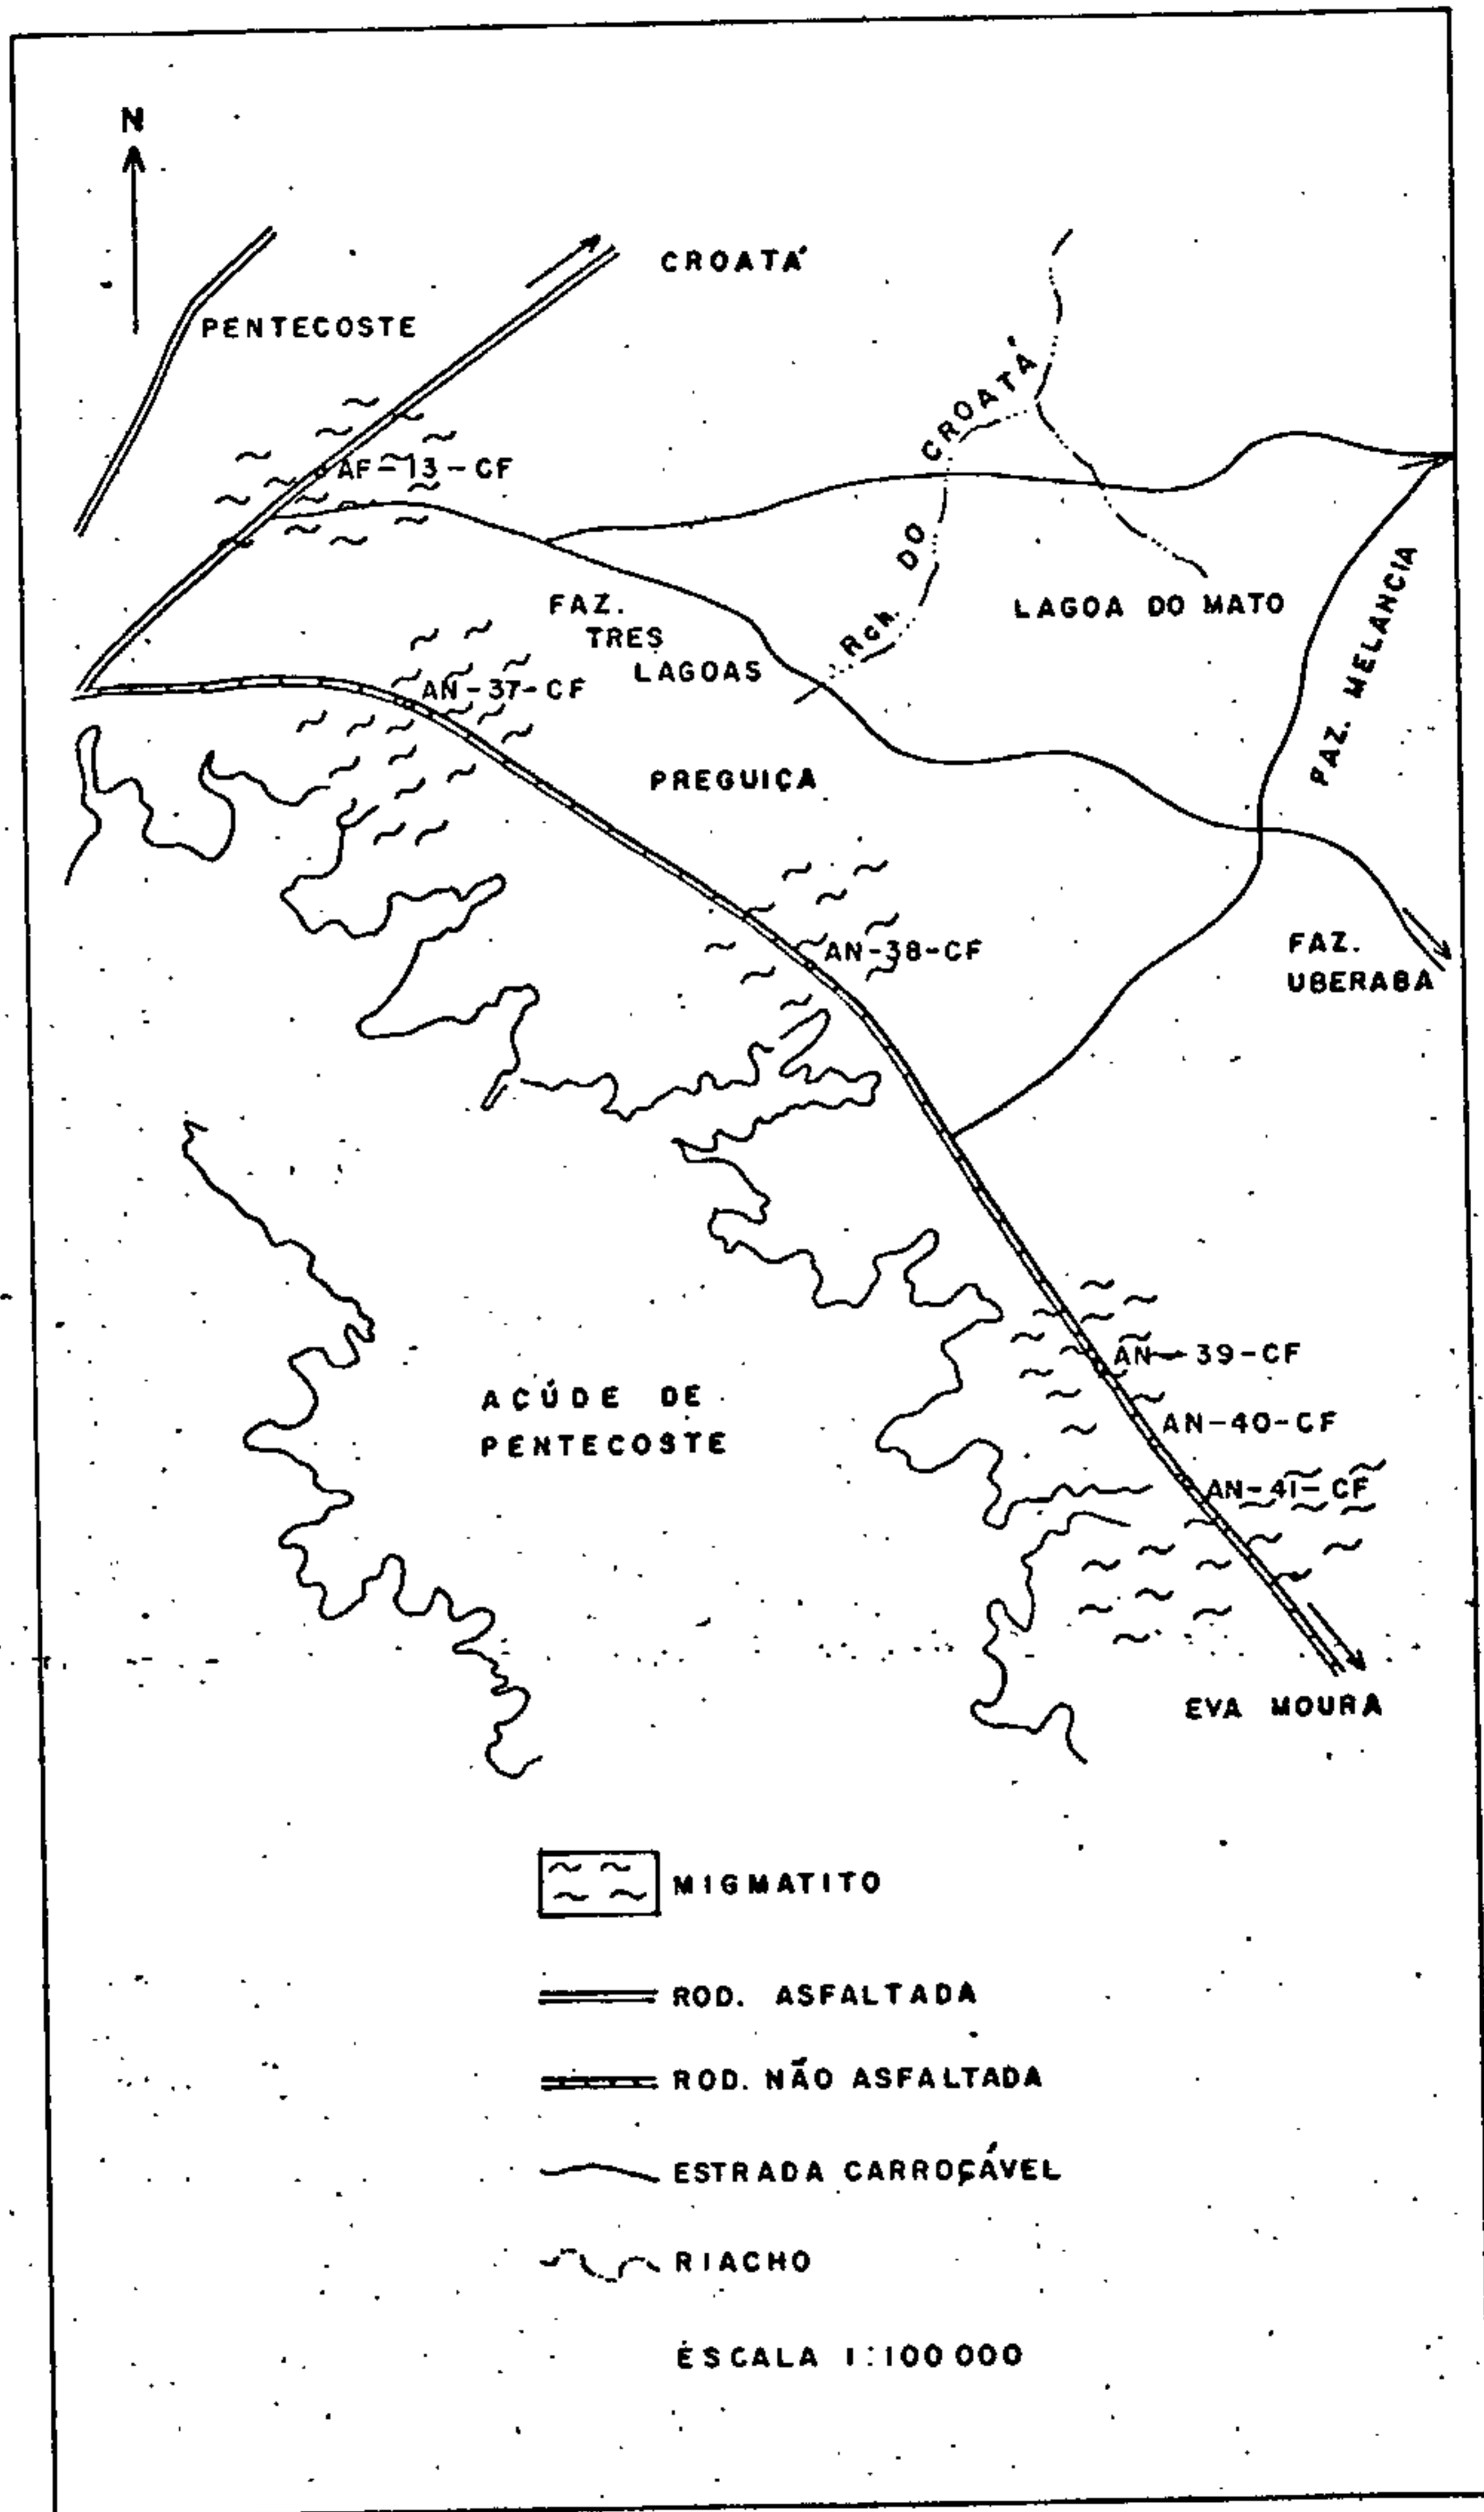 N
CROATÁ
PENTECOSTE
CROATÁ
AF-13-CF
DO
FAZ.
TRES
LAGOAS
RCH.
LAGOA DO MATO
FAZ. MELANCIA
AN-37-CF
PREGUIÇA
AN-38-CF
FAZ.
UBERABA
AN-39-CF
AÇÚDE DE
PENTECOSTE
AN-40-CF
AN-41-CF
EVA MOURA
MIGMATITO
ROD. ASFALTADA
ROD. NÃO ASFALTADA
ESTRADA CARROÇÁVEL
RIACHO
ESCALA 1:100 000